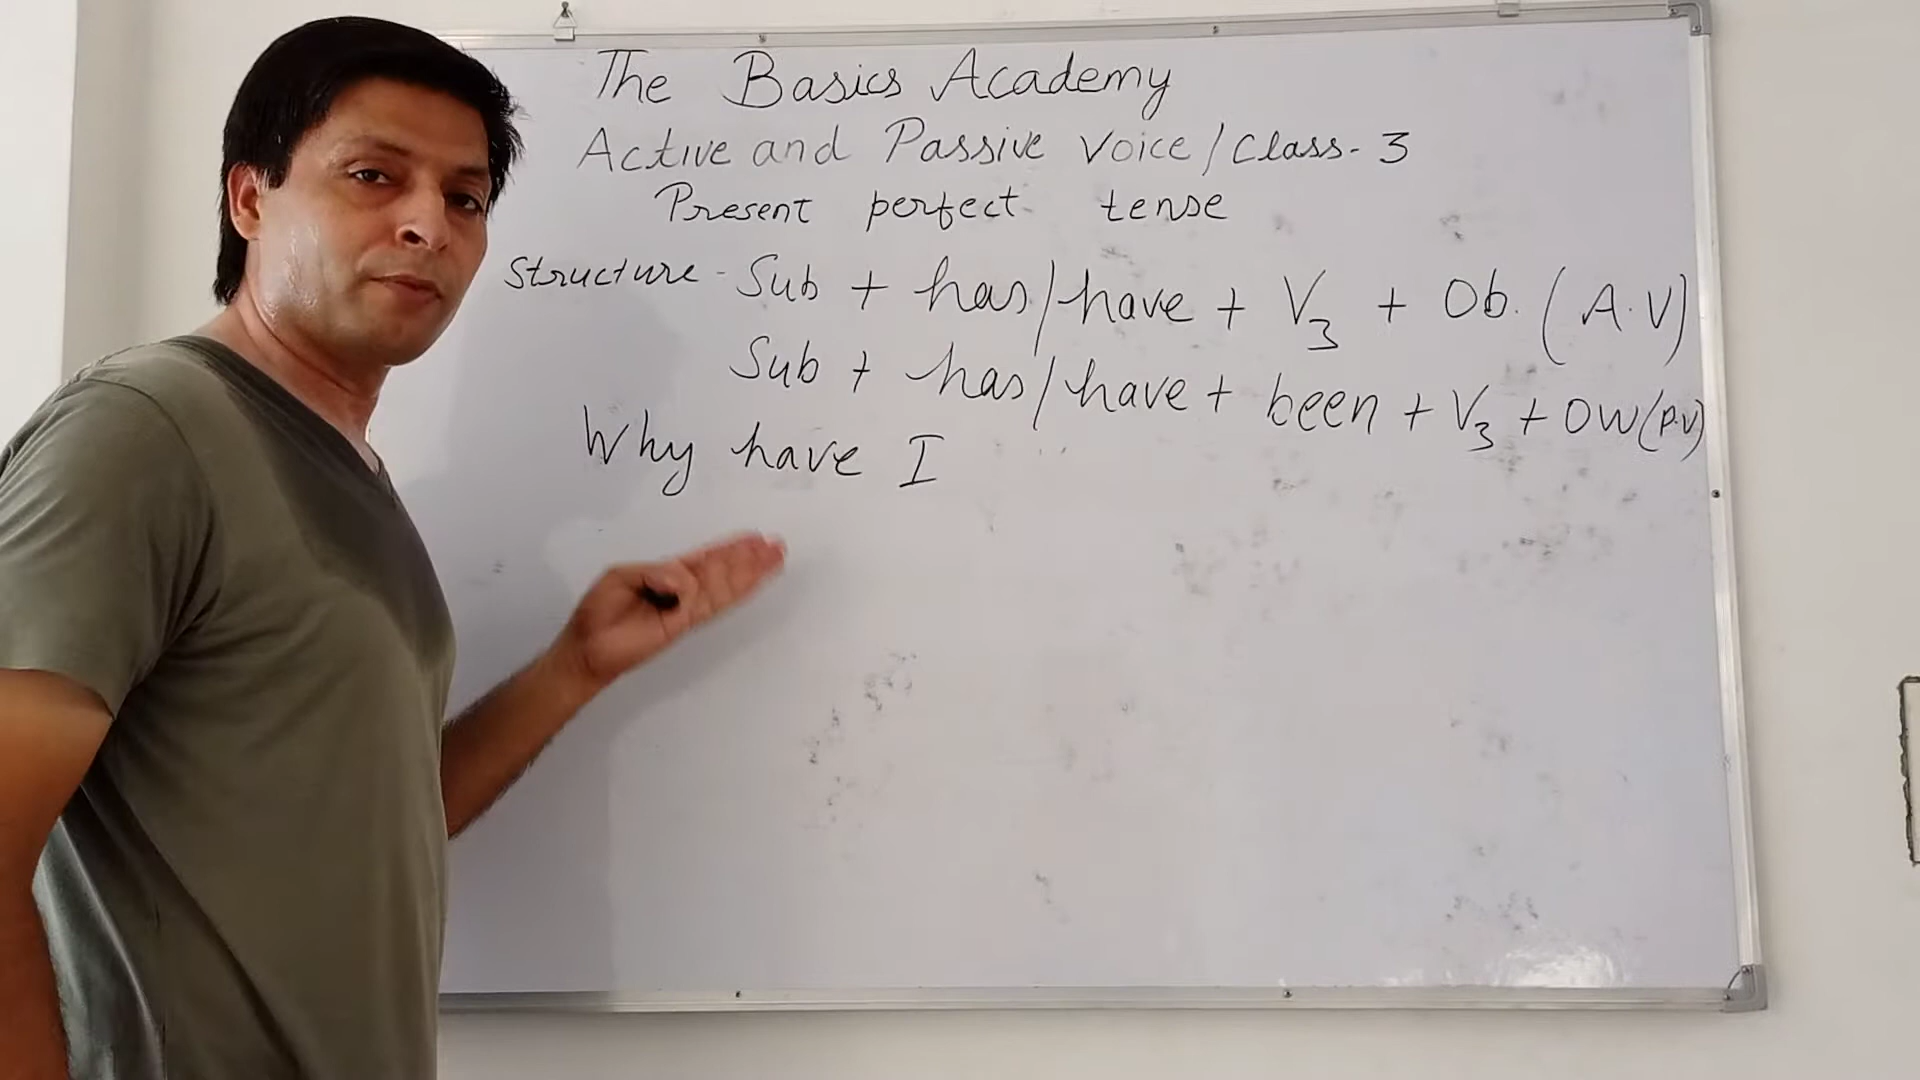 The Basics Academy
Active and Passive Voice / Class - 3
Present perfect tense
Structure - Sub + has/have + V3 + Ob. (A.V)
Sub + has/have + been + V3 + OW (P.V)
Why have I